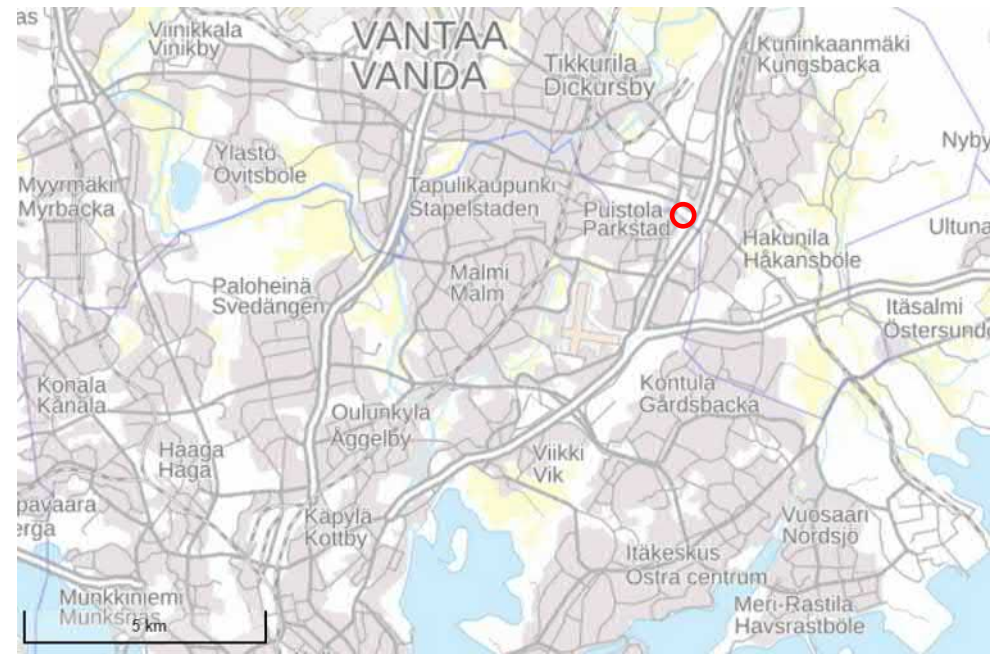 as
Viinikkala
Vinikby
VANTAA
VANDA
Tikkurila
Dickursby
Kuninkaanmäki
Kungsbacka
Nyby
Ylästö
Övitsböle
Myyrmäki
Myrbacka
Tapulikaupunki
Stapelstaden
Puistola
Parkstad
Hakunila
Håkansböle
Ultuna
Paloheinä
Svedängen
Malmi
Malm
Itäsalmi
Östersundo
Konala
Kånala
Kontula
Gårdsbacka
Oulunkylä
Åggelby
Haaga
Haga
Viikki
Vik
pavaara
erga
Käpylä
Kottby
Vuosaari
Nordsjö
Itäkeskus
Östra centrum
Munkkiniemi
Munksnäs
5 km
Meri-Rastila
Havsrastböle